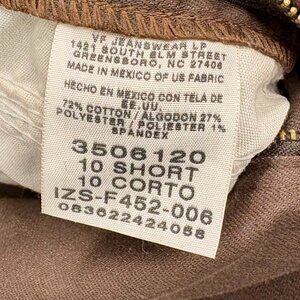 VF JEANSWEAR LP
1421 SOUTH ELM STREET
GREENSBORO, NC 27406
MADE IN MEXICO OF US FABRIC
HECHO EN MEXICO CON TELA DE
EE.UU.
72% COTTON / ALGODON 27%
POLYESTER / POLIESTER 1%
SPANDEX
3506120
10 SHORT
10 CORTO
IZS-F452-006
083622424088